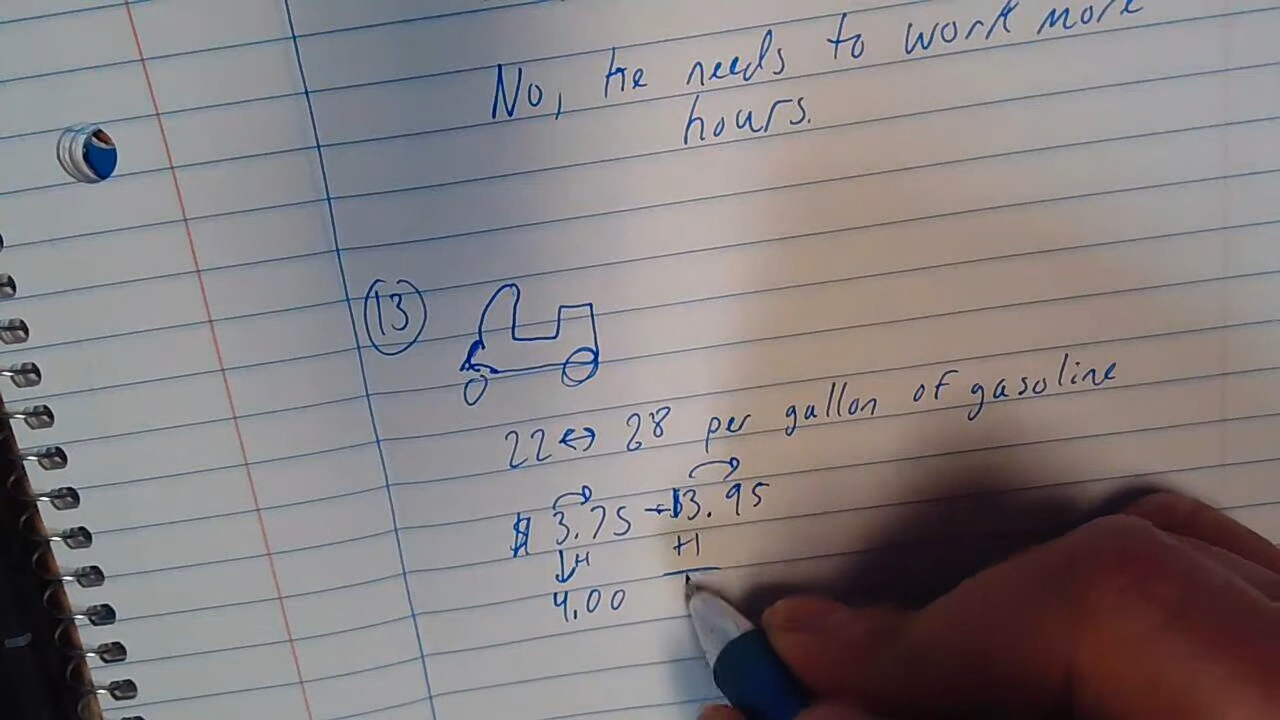 No, he needs to work more
hours.
13
22 ↔ 28 per gallon of gasoline
$3.75 - $3.95
+1 +1
4.00